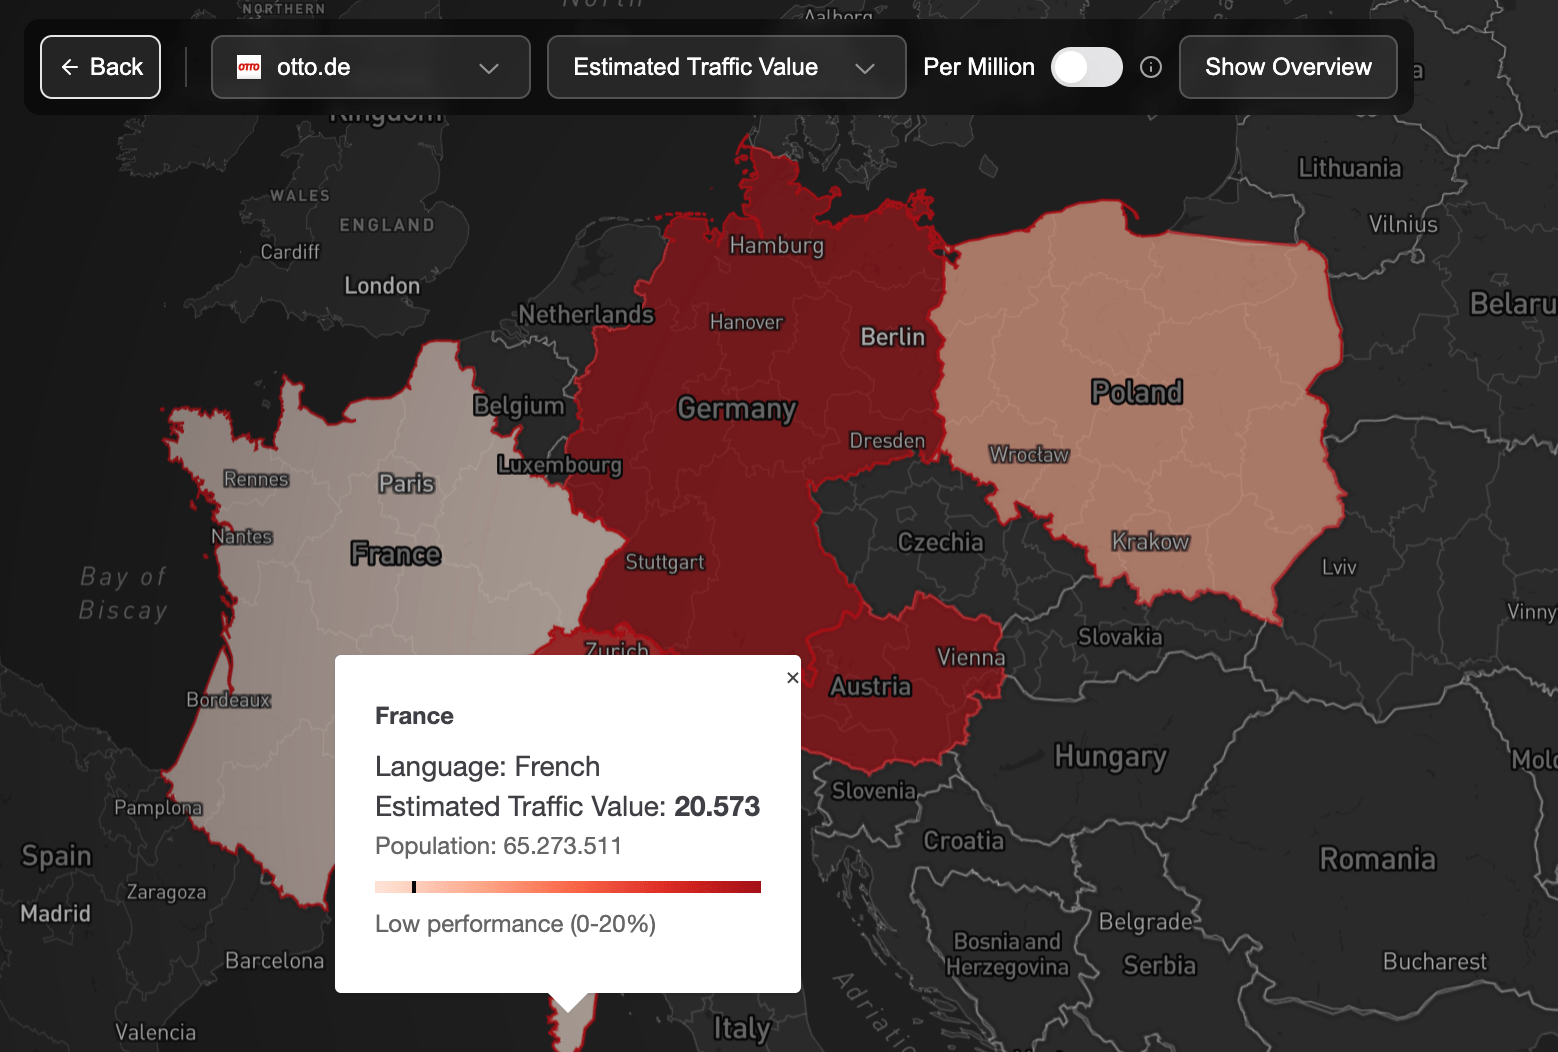 NORTHERN
North
Aalborg
← Back
OTTO
otto.de
Estimated Traffic Value
Per Million
Show Overview
Kingdom
Lithuania
WALES
ENGLAND
Vilnius
Cardiff
Hamburg
London
Netherlands
Hanover
Belaru
Berlin
Poland
Belgium
Germany
Dresden
Wrocław
Luxembourg
Rennes
Paris
Nantes
France
Czechia
Krakow
Stuttgart
Lviv
Bay of
Biscay
Vinny
Slovakia
Zurich
Vienna
Austria
Bordeaux
Hungary
Mold
Slovenia
Pamplona
Croatia
Spain
Romania
Zaragoza
Madrid
Belgrade
Bosnia and
Herzegovina
Serbia
Barcelona
Bucharest
Adriatic
Valencia
Italy
×
France
Language: French
Estimated Traffic Value: 20.573
Population: 65.273.511
Low performance (0-20%)